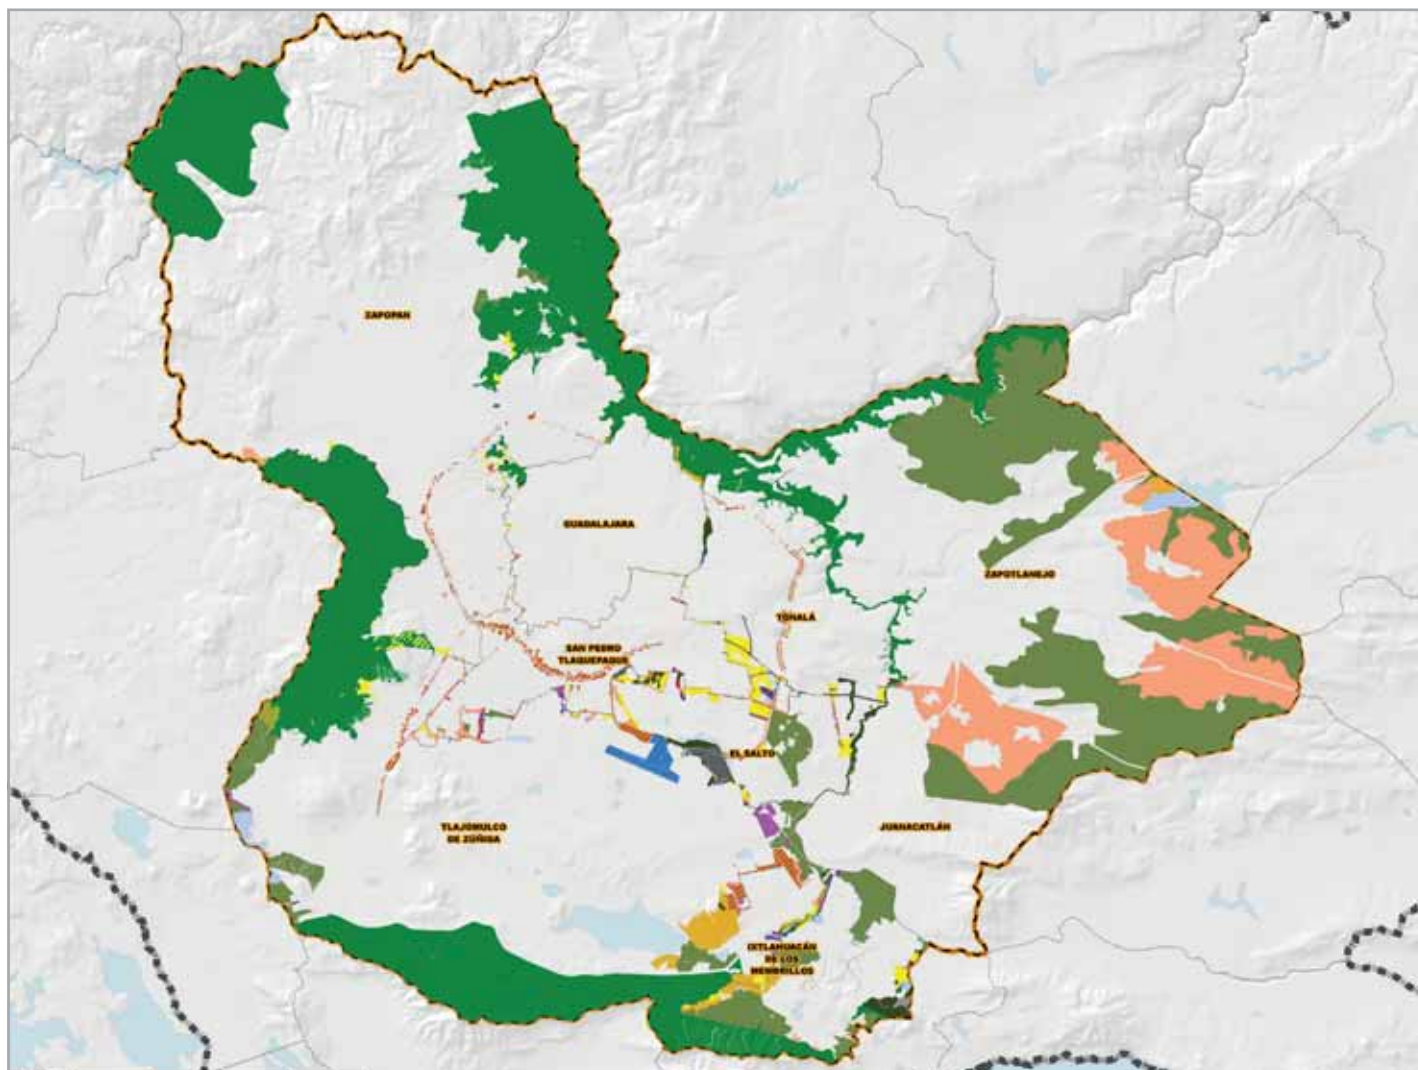 ZAPOPAN
GUADALAJARA
ZAPOTLANEJO
TONALÁ
SAN PEDRO
TLAQUEPAQUE
EL SALTO
TLAJOMULCO
DE ZÚÑIGA
JUANACATLÁN
IXTLAHUACÁN
DE LOS
MEMBRILLOS